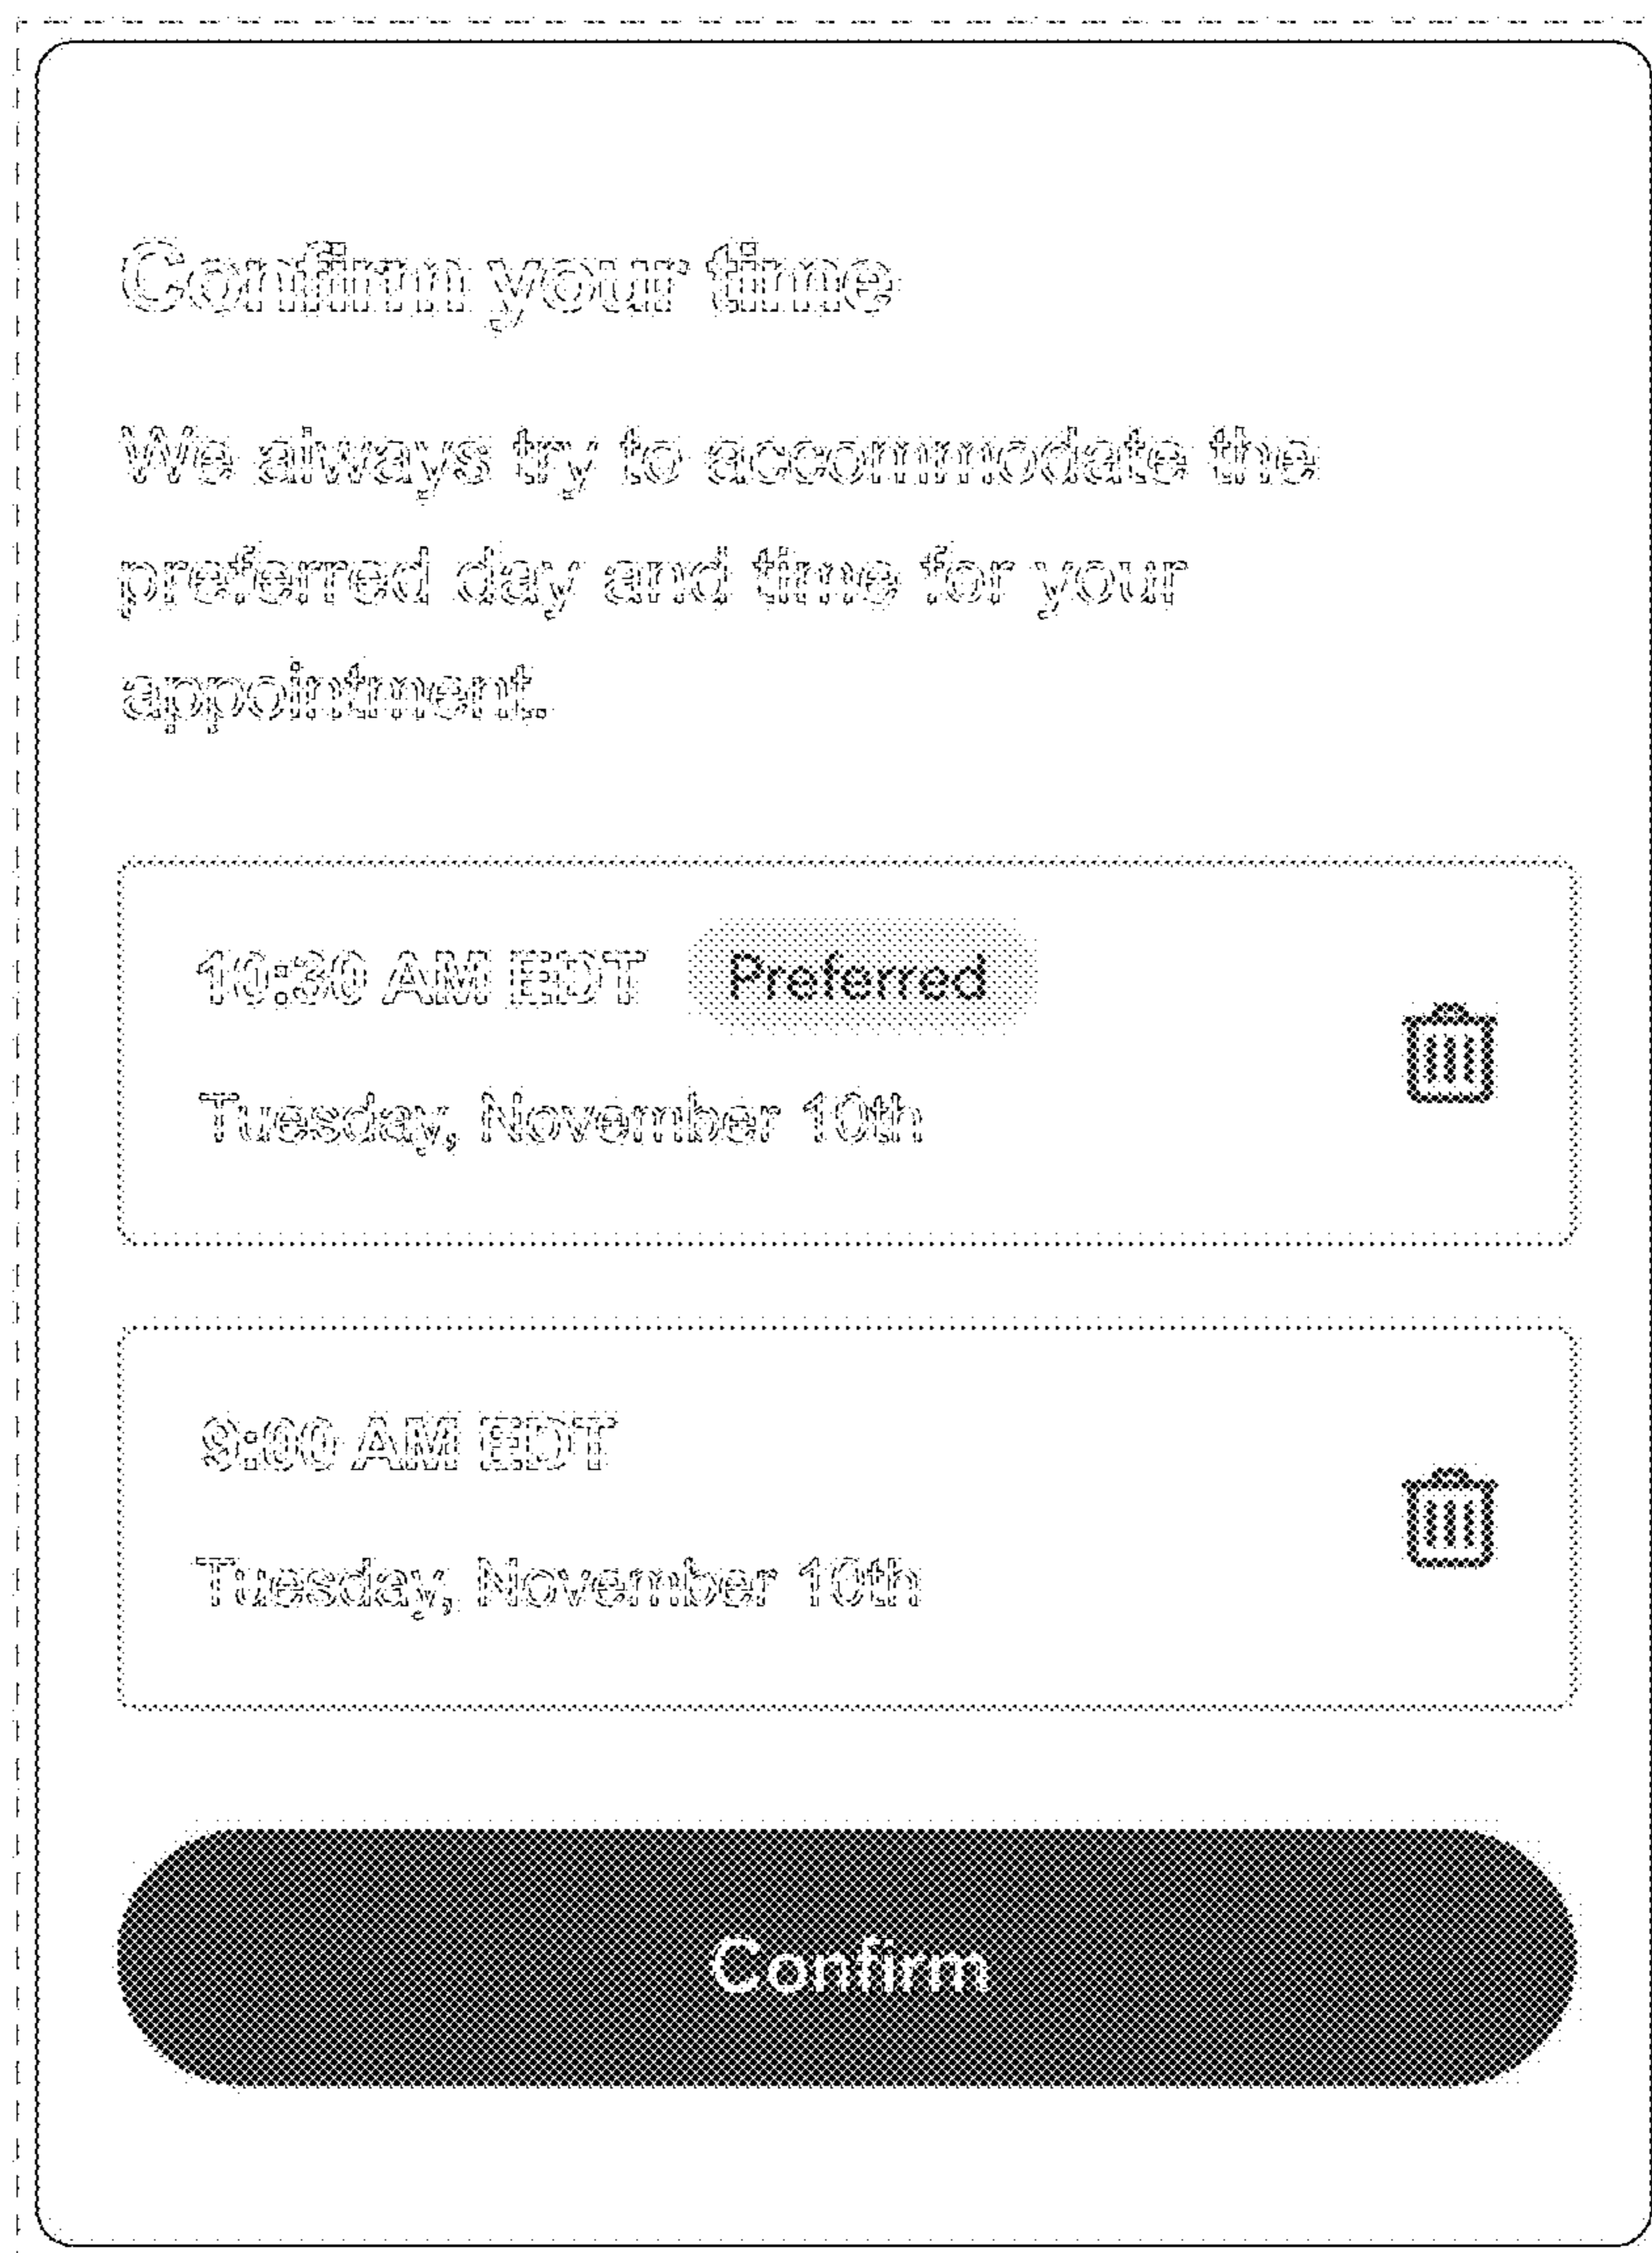 Confirm your time
We always try to accommodate the
preferred day and time for your
appointment.
10:30 AM EDT Preferred
Tuesday, November 10th
9:00 AM EDT
Tuesday, November 10th
Confirm